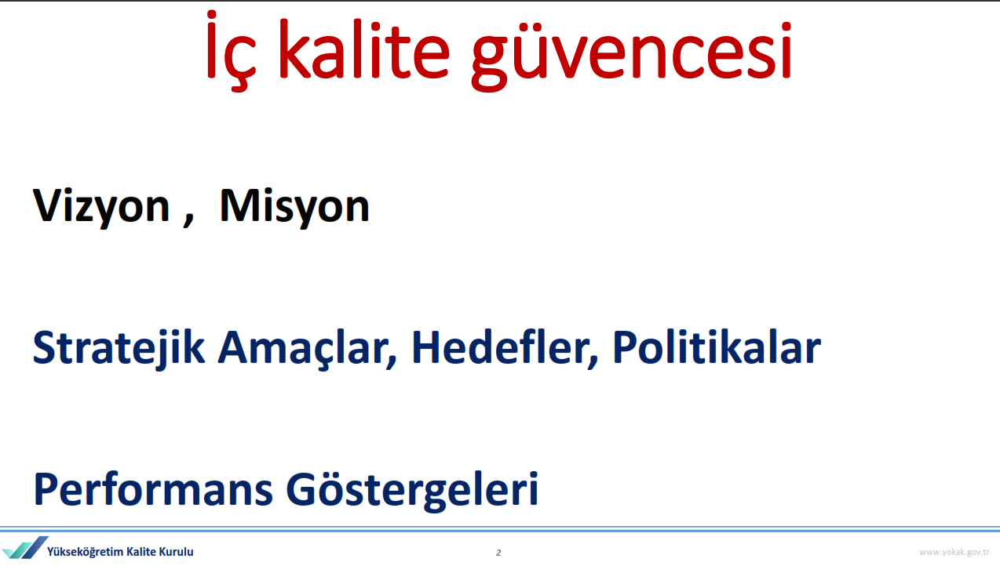 İç kalite güvencesi
Vizyon , Misyon
Stratejik Amaçlar, Hedefler, Politikalar
Performans Göstergeleri
Yükseköğretim Kalite Kurulu
2
www.yokak.gov.tr